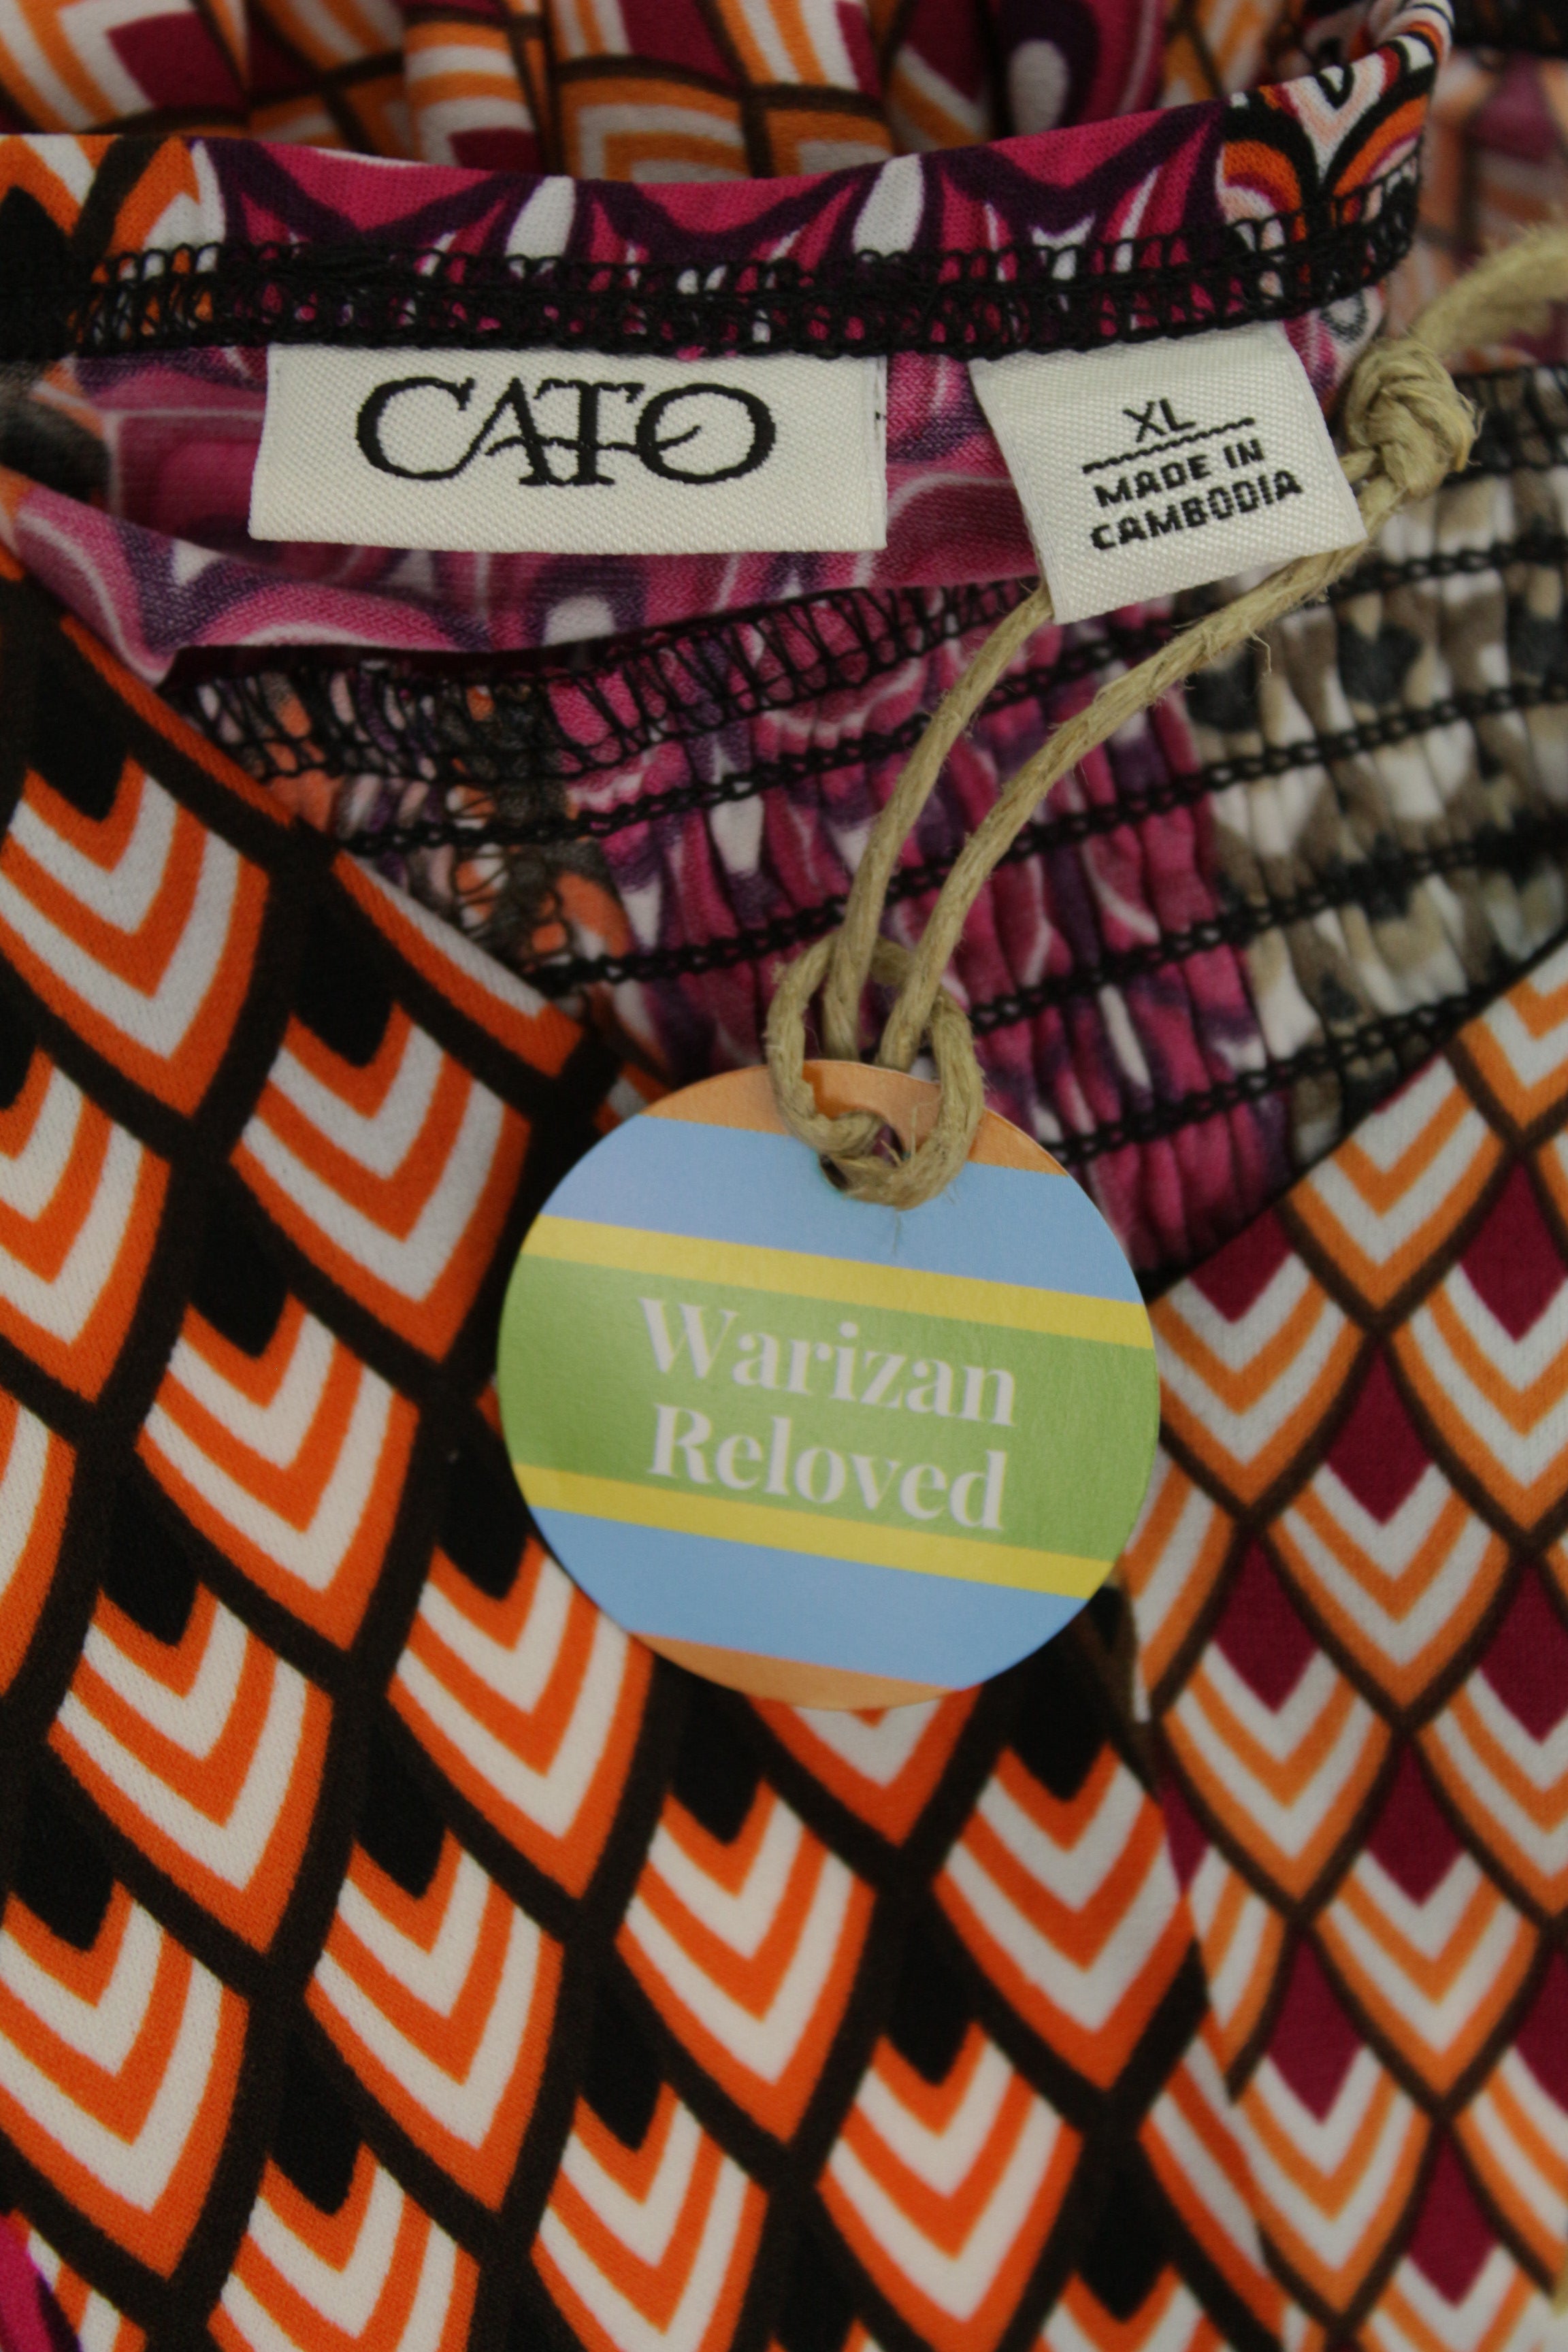 CATO
XL
MADE IN
CAMBODIA
Warizan
Reloved